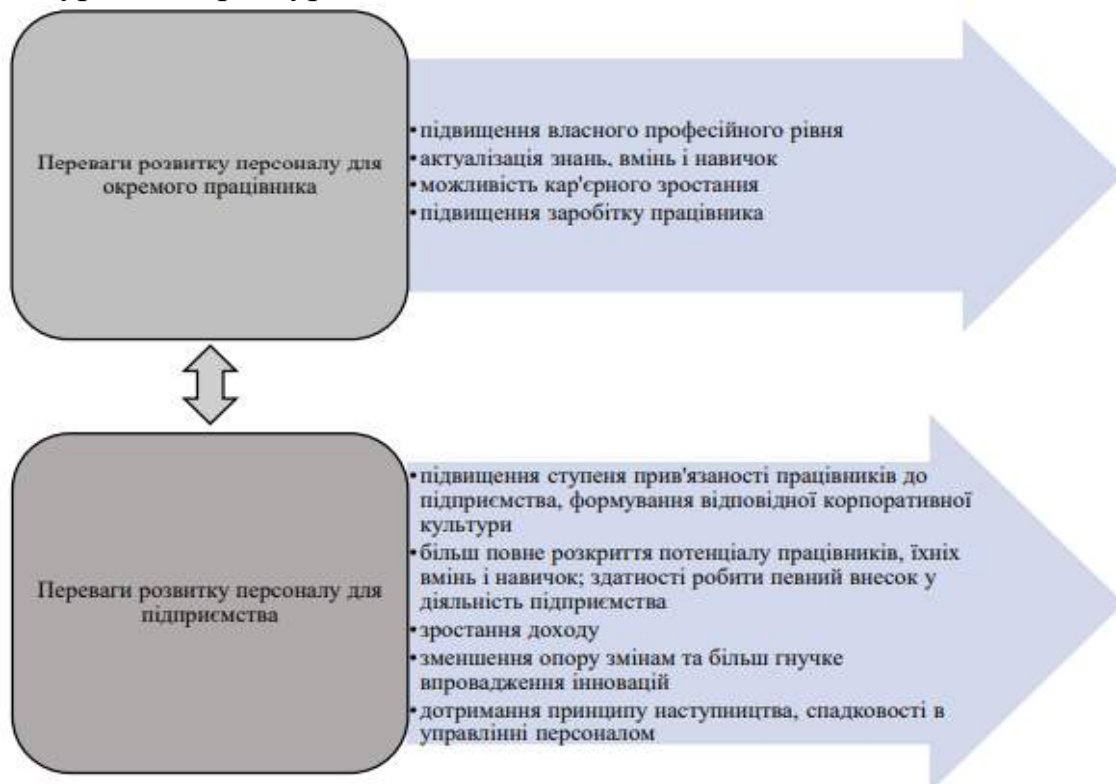 Переваги розвитку персоналу для
окремого працівника
•підвищення власного професійного рівня
•актуалізація знань, вмінь і навичок
•можливість кар'єрного зростання
•підвищення заробітку працівника
Переваги розвитку персоналу для
підприємства
•підвищення ступеня прив'язаності працівників до
підприємства, формування відповідної корпоративної
культури
•більш повне розкриття потенціалу працівників, їхніх
вмінь і навичок; здатності робити певний внесок у
діяльність підприємства
•зростання доходу
•зменшення опору змінам та більш гнучке
впровадження інновацій
•дотримання принципу наступництва, спадковості в
управлінні персоналом